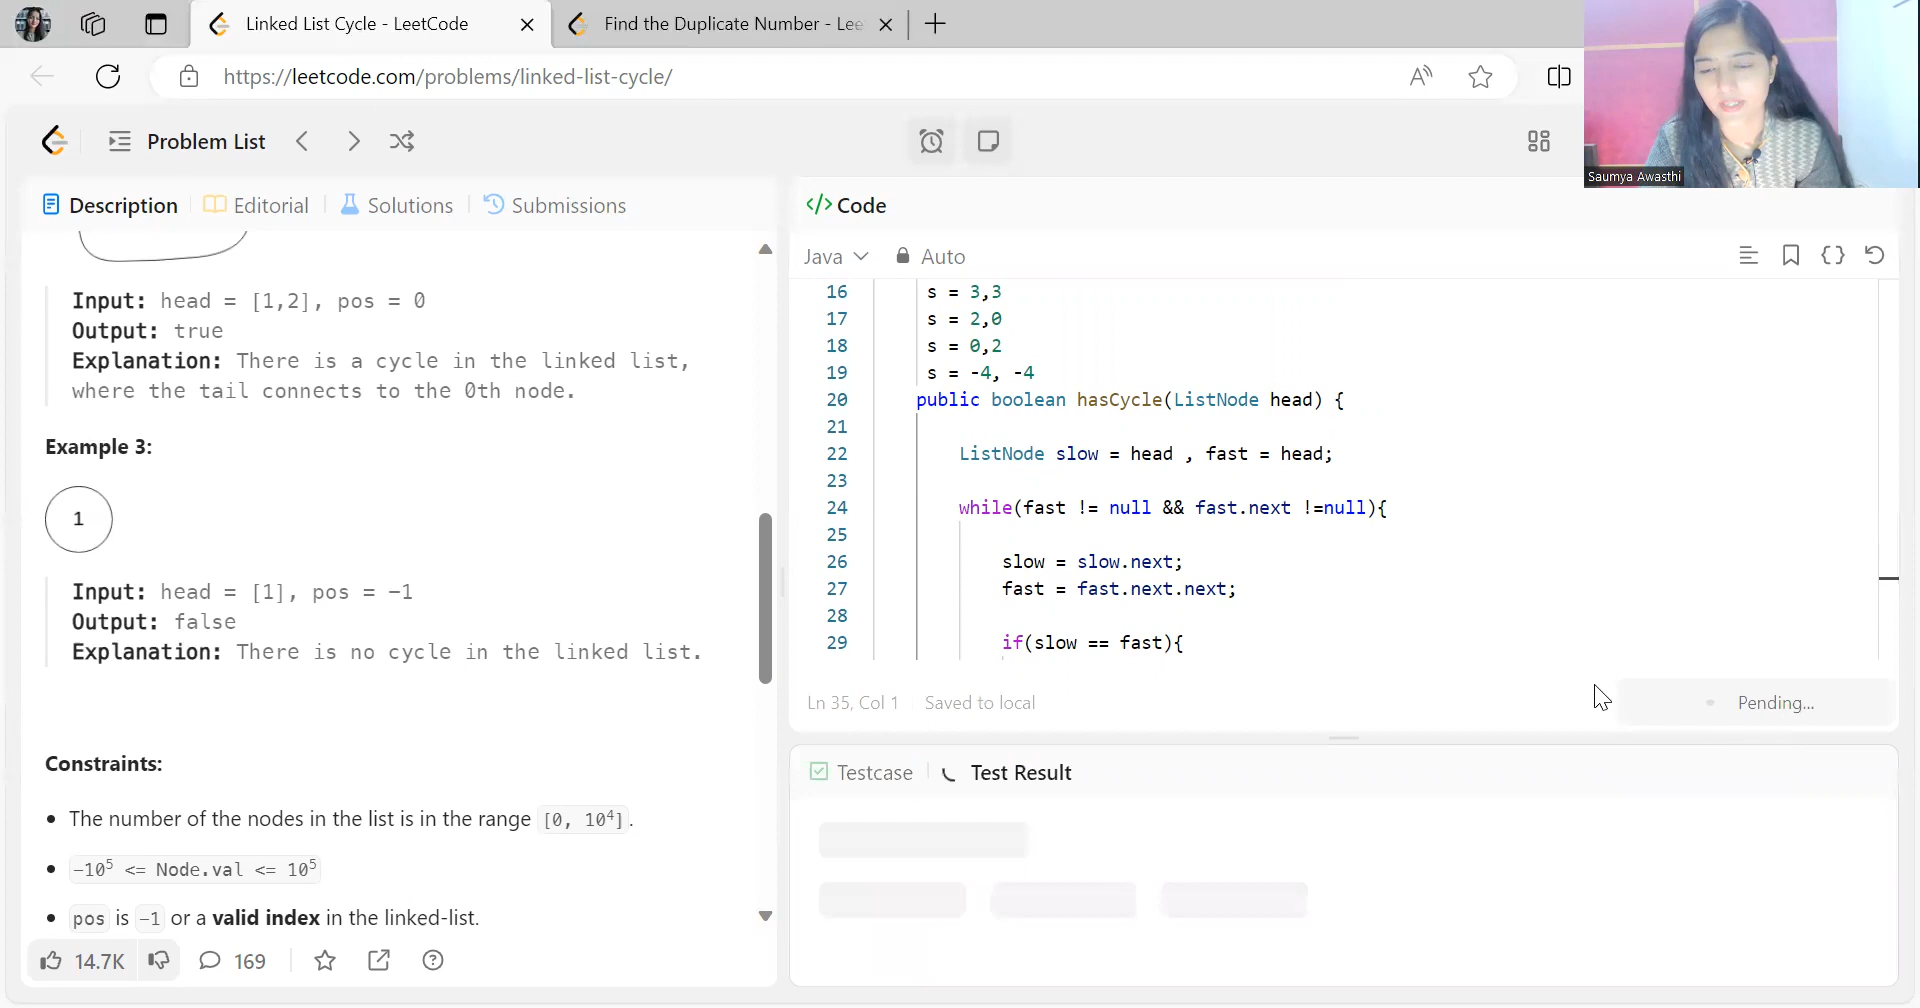 Linked List Cycle - LeetCode
Find the Duplicate Number - Lee
https://leetcode.com/problems/linked-list-cycle/
Saumya Awasthi
Problem List
Description
Editorial
Solutions
Submissions
Input: head = [1,2], pos = 0
Output: true
Explanation: There is a cycle in the linked list,
where the tail connects to the 0th node.
Example 3:
1
Input: head = [1], pos = -1
Output: false
Explanation: There is no cycle in the linked list.
Constraints:
• The number of the nodes in the list is in the range [0, 10⁴].
• -10⁵ <= Node.val <= 10⁵
• pos is -1 or a valid index in the linked-list.
14.7K
169
</> Code
Java
Auto
16 s = 3,3
17 s = 2,0
18 s = 0,2
19 s = -4, -4
20 public boolean hasCycle(ListNode head) {
21
22 ListNode slow = head , fast = head;
23
24 while(fast != null && fast.next !=null){
25
26 slow = slow.next;
27 fast = fast.next.next;
28
29 if(slow == fast){
Ln 35, Col 1
Saved to local
Pending...
Testcase
Test Result